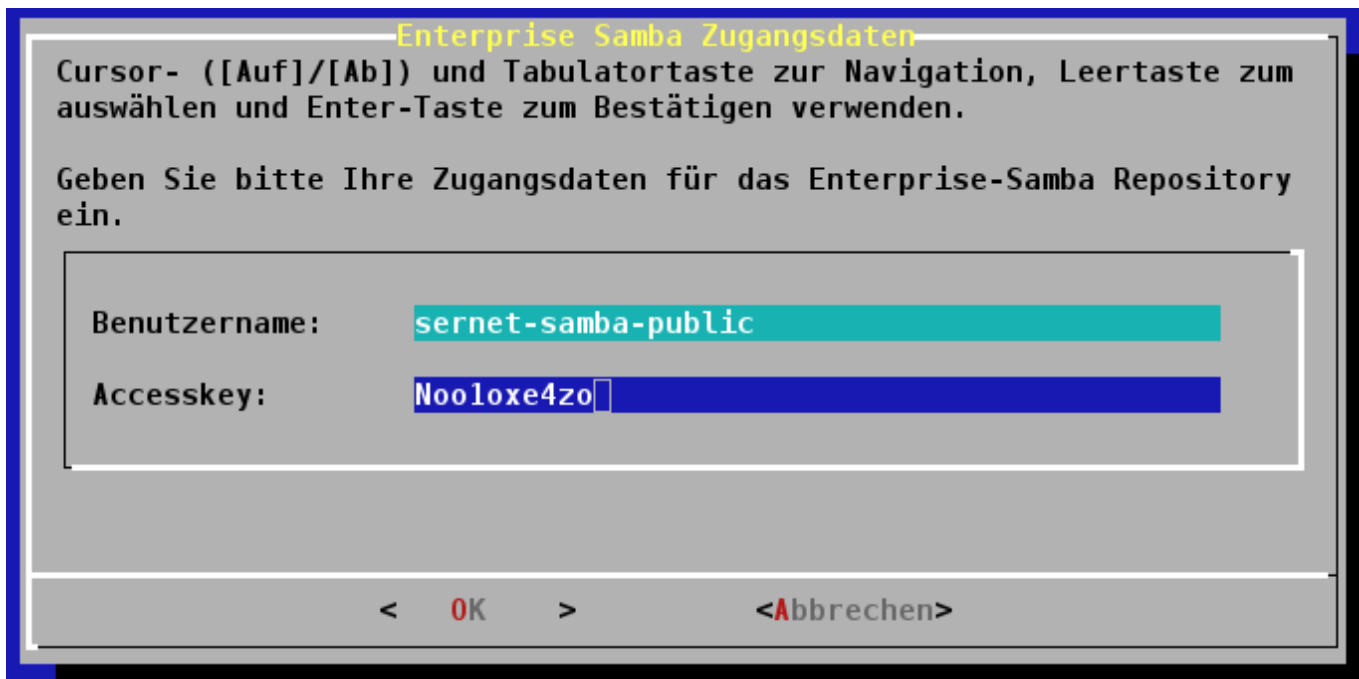 Enterprise Samba Zugangsdaten
Cursor- ([Auf]/[Ab]) und Tabulatortaste zur Navigation, Leertaste zum
auswählen und Enter-Taste zum Bestätigen verwenden.
Geben Sie bitte Ihre Zugangsdaten für das Enterprise-Samba Repository
ein.
Benutzername: sernet-samba-public
Accesskey: Nooloxe4zo
< OK > <Abbrechen>